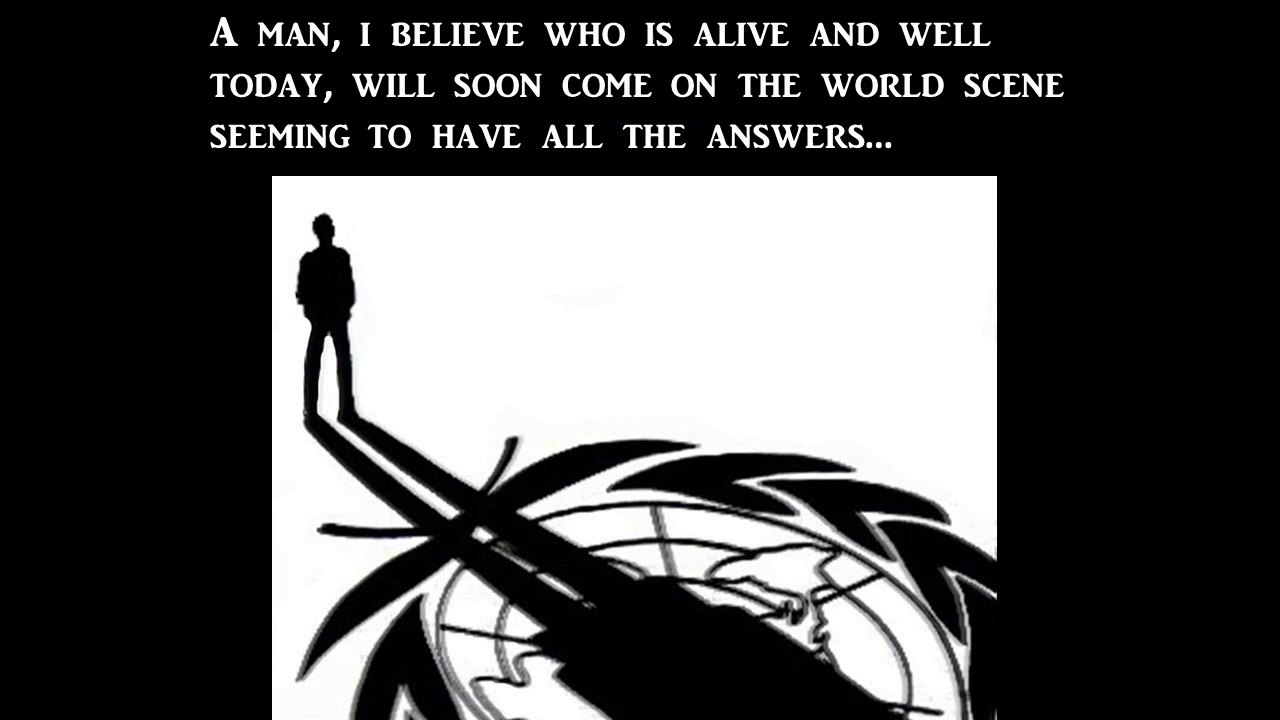 A MAN, I BELIEVE WHO IS ALIVE AND WELL
TODAY, WILL SOON COME ON THE WORLD SCENE
SEEMING TO HAVE ALL THE ANSWERS...